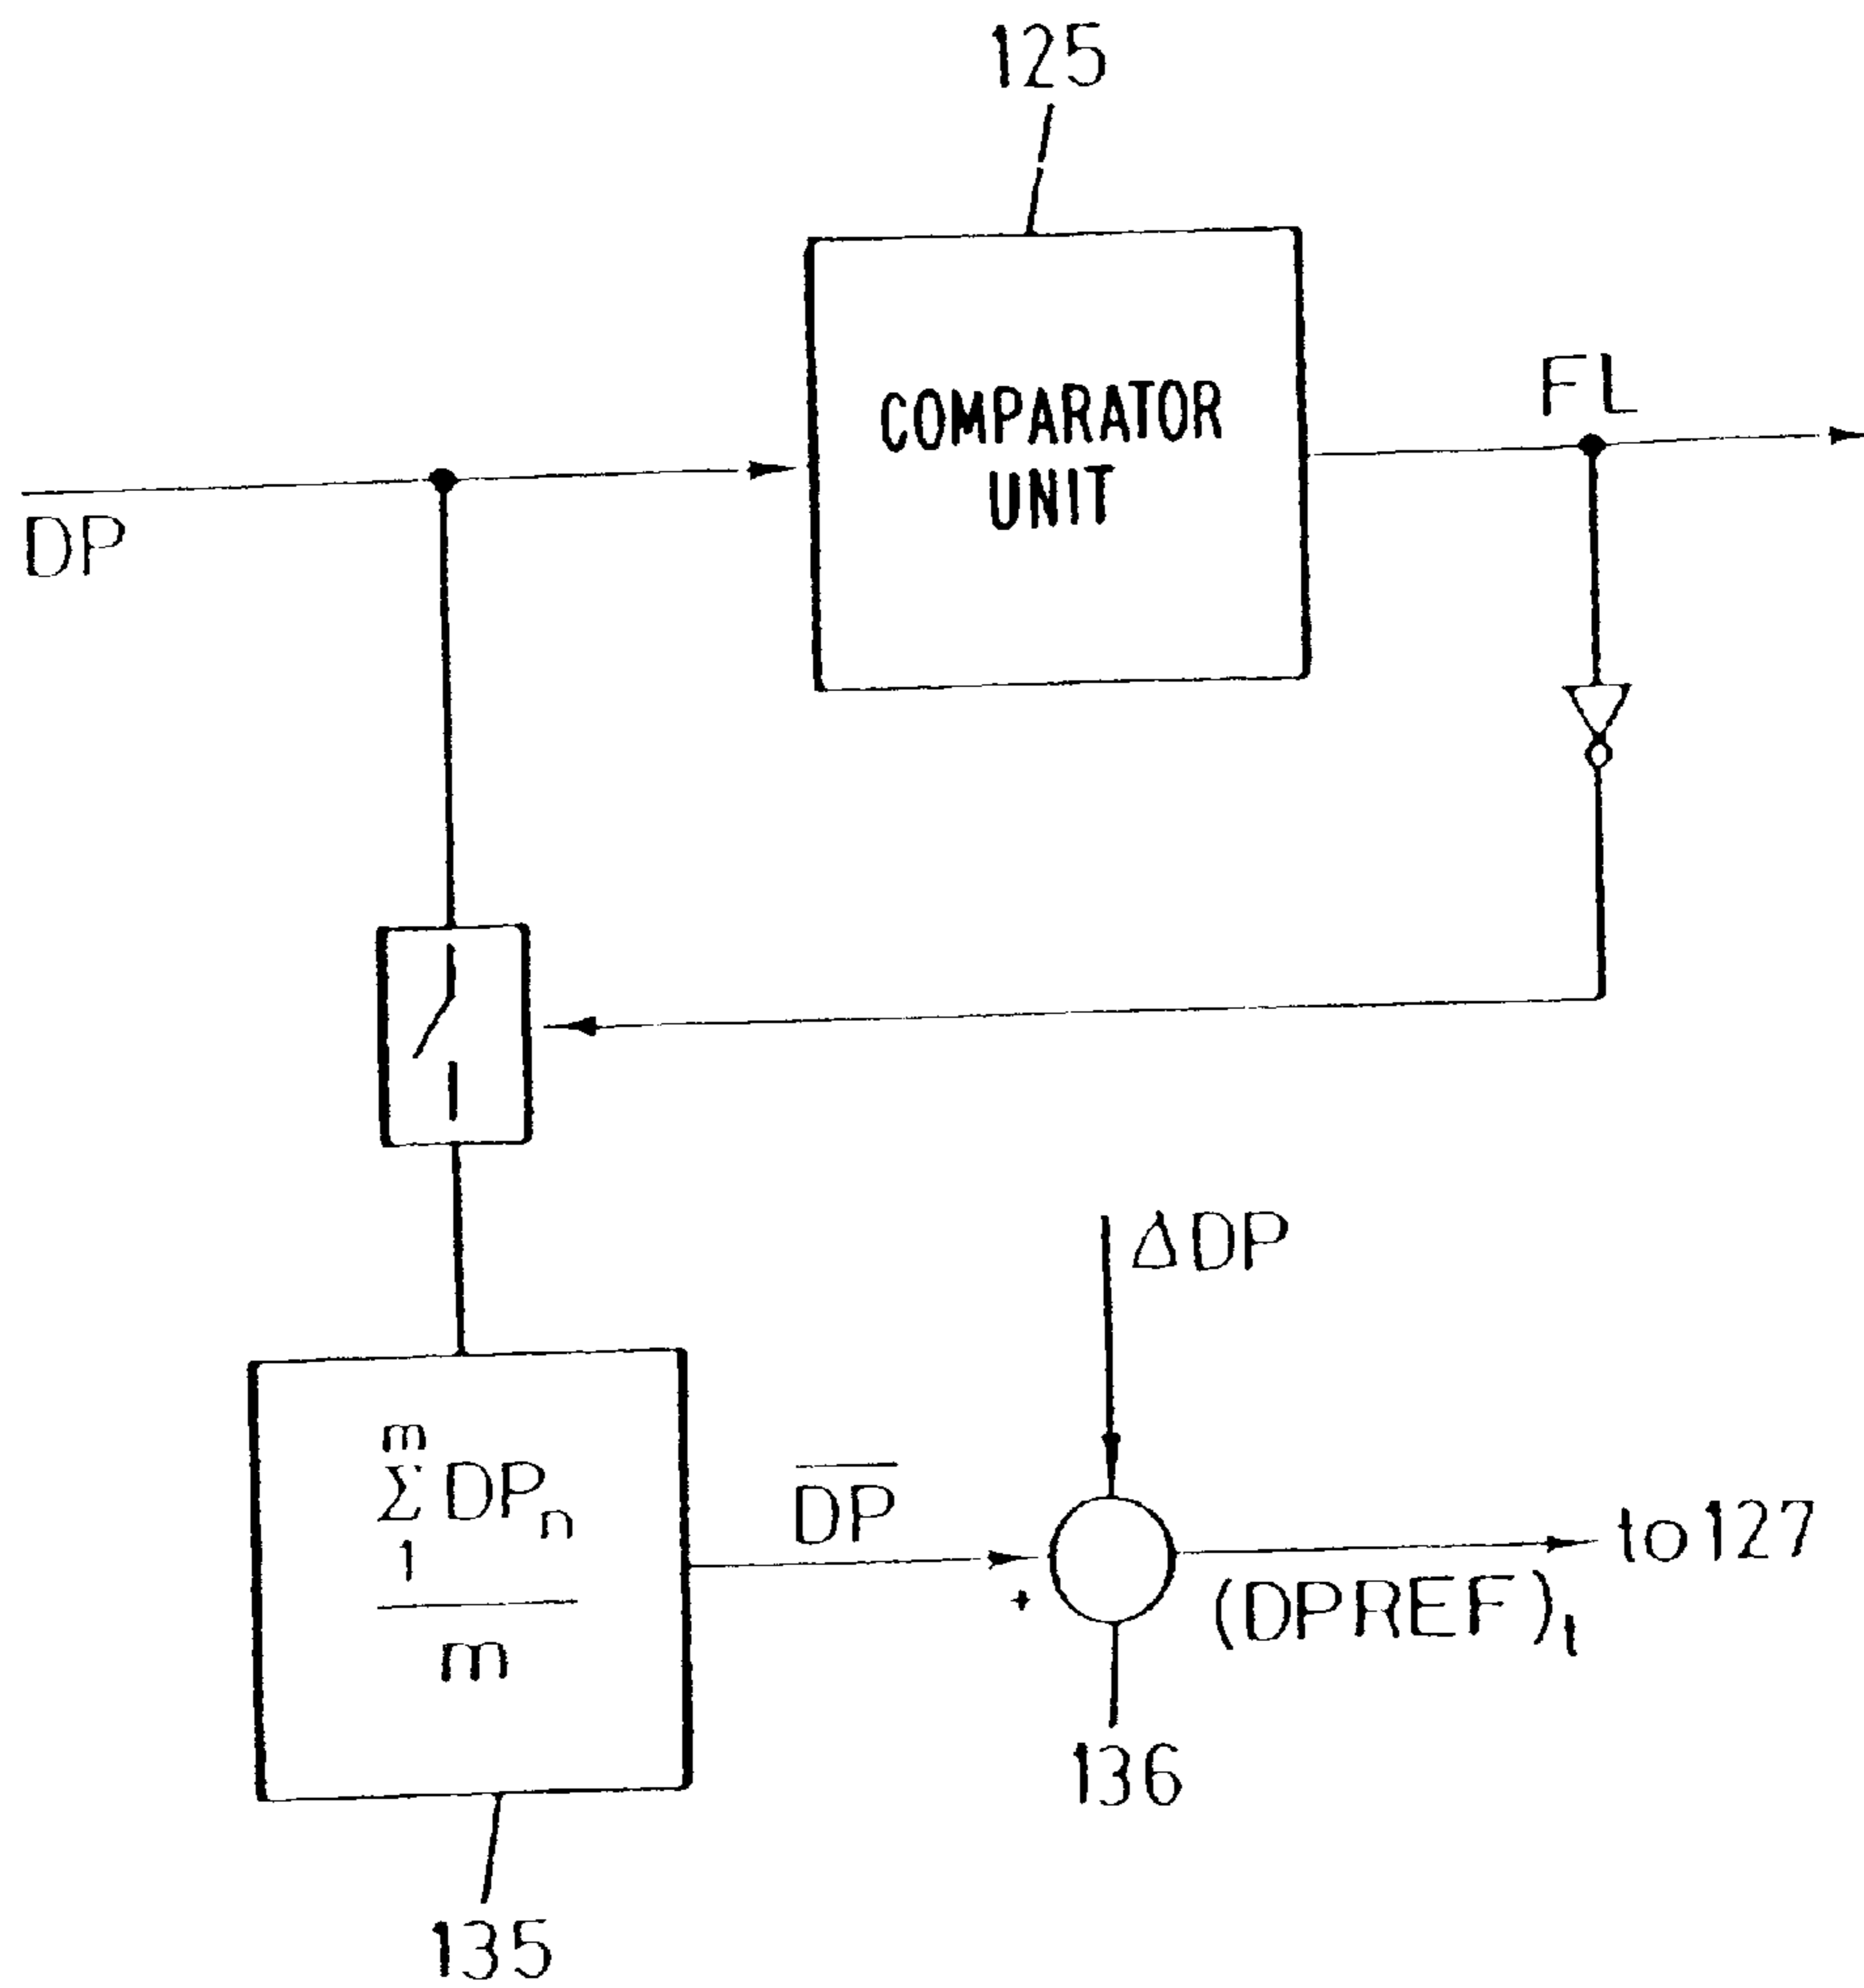 125
COMPARATOR
UNIT
FL
DP
ΔDP
m
Σ DPn
1
m
DP
+
to 127
(DPREF)t
136
135